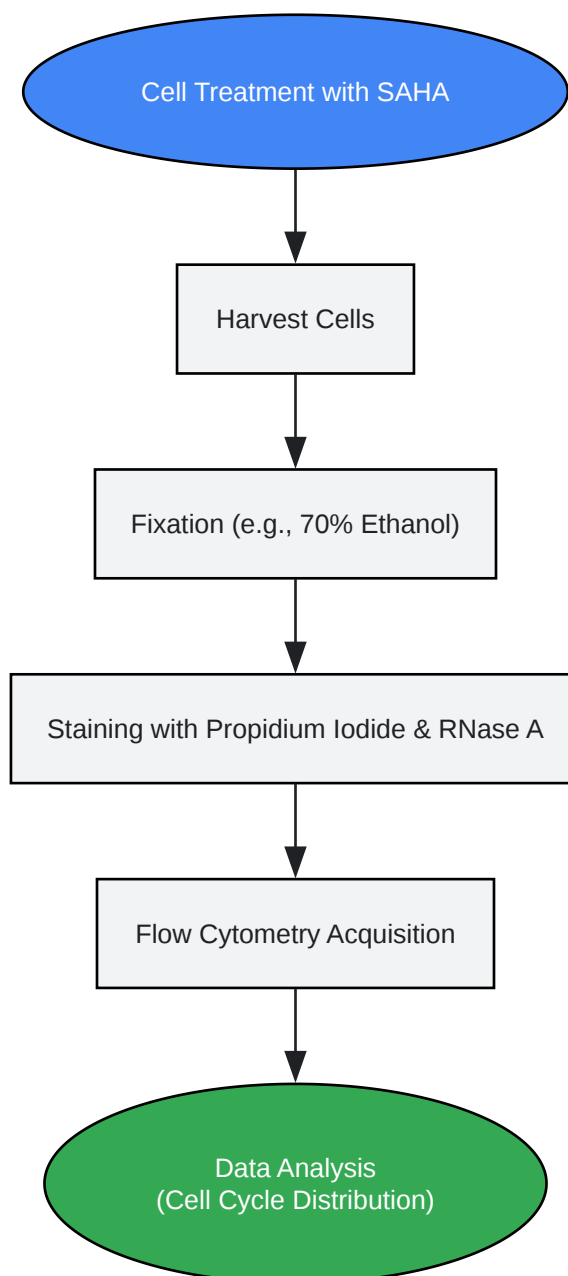 Cell Treatment with SAHA
Harvest Cells
Fixation (e.g., 70% Ethanol)
Staining with Propidium Iodide & RNase A
Flow Cytometry Acquisition
Data Analysis
(Cell Cycle Distribution)